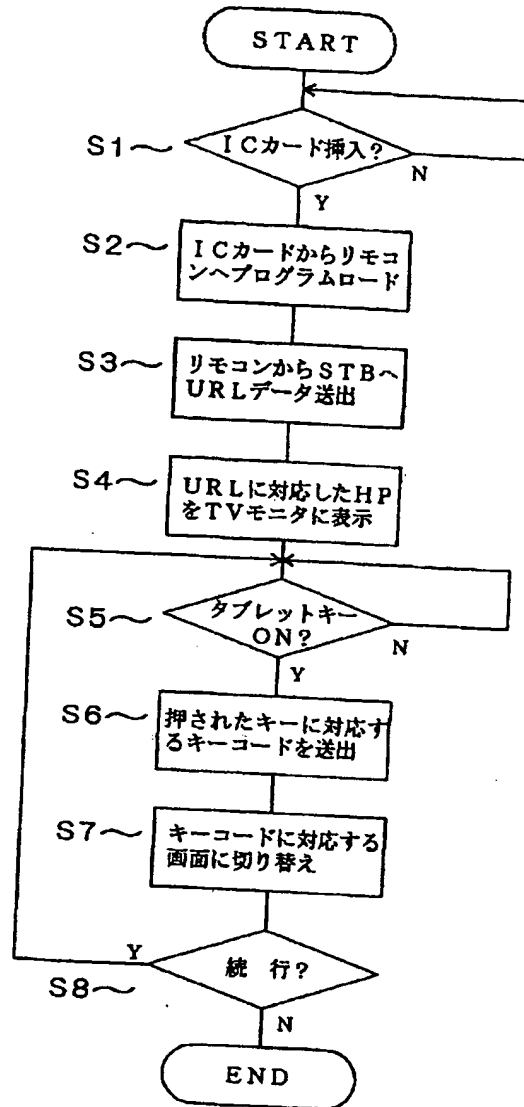 START
S1~
ICカード挿入?
N
Y
S2~
ICカードからリモコ
ンへプログラムロード
S3~
リモコンからSTBへ
URLデータ送出
S4~
URLに対応したHP
をTVモニタに表示
S5~
タブレットキー
ON?
N
Y
S6~
押されたキーに対応す
るキーコードを送出
S7~
キーコードに対応する
画面に切り替え
Y
S8~
続 行?
N
END